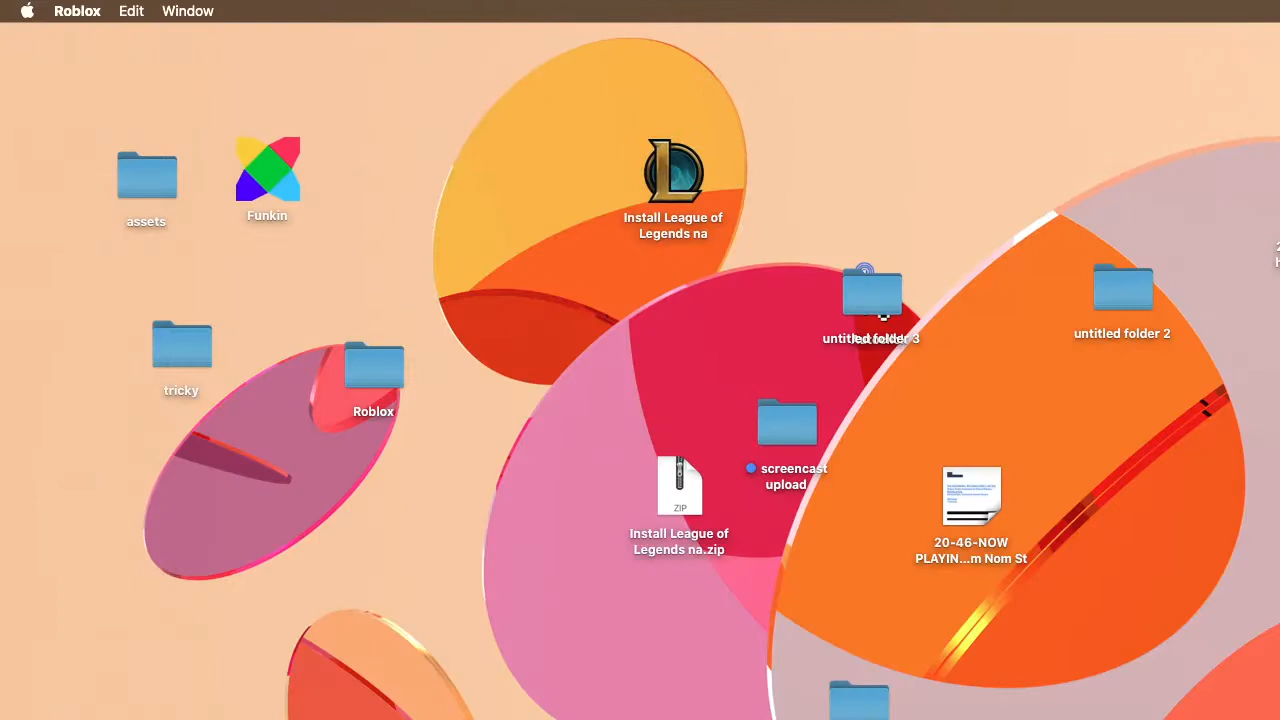 Roblox Edit Window
assets
Funkin
Install League of
Legends na
untitled folder 3
untitled folder 2
tricky
Roblox
screencast
upload
ZIP
Install League of
Legends na.zip
20-46-NOW
PLAYIN...m Nom St